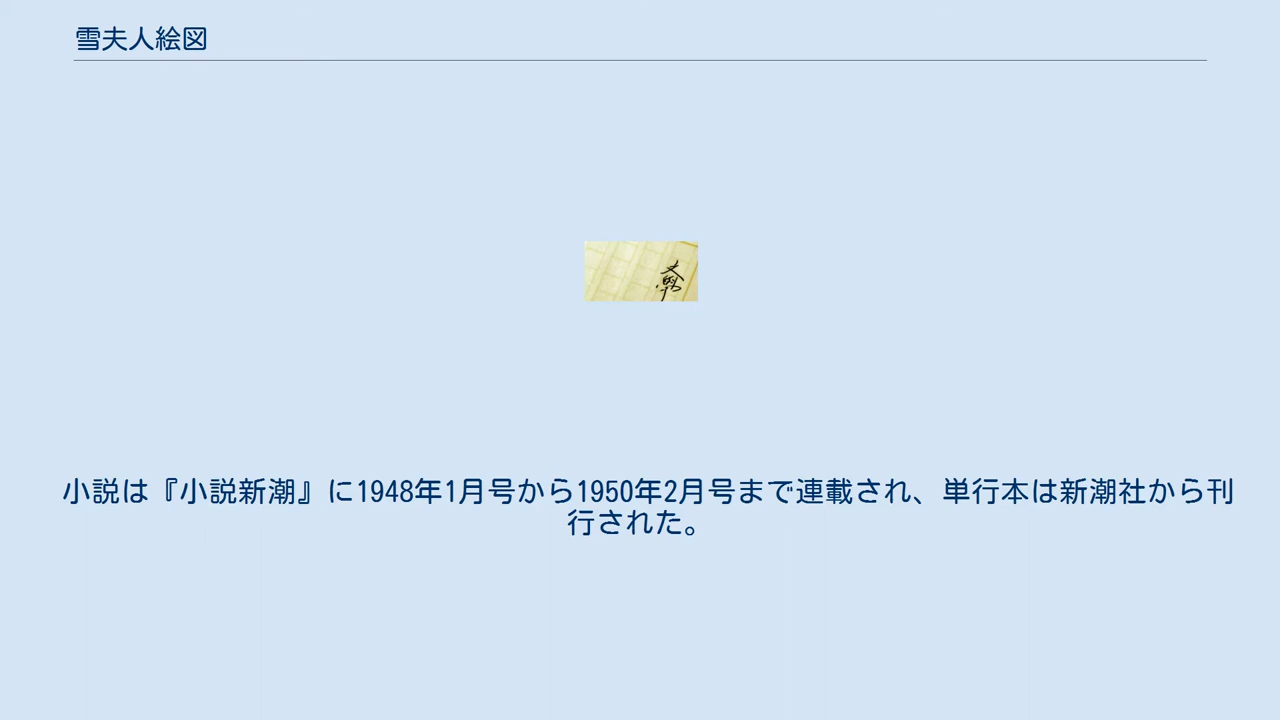 雪夫人絵図
小説は『小説新潮』に1948年1月号から1950年2月号まで連載され、単行本は新潮社から刊
行された。